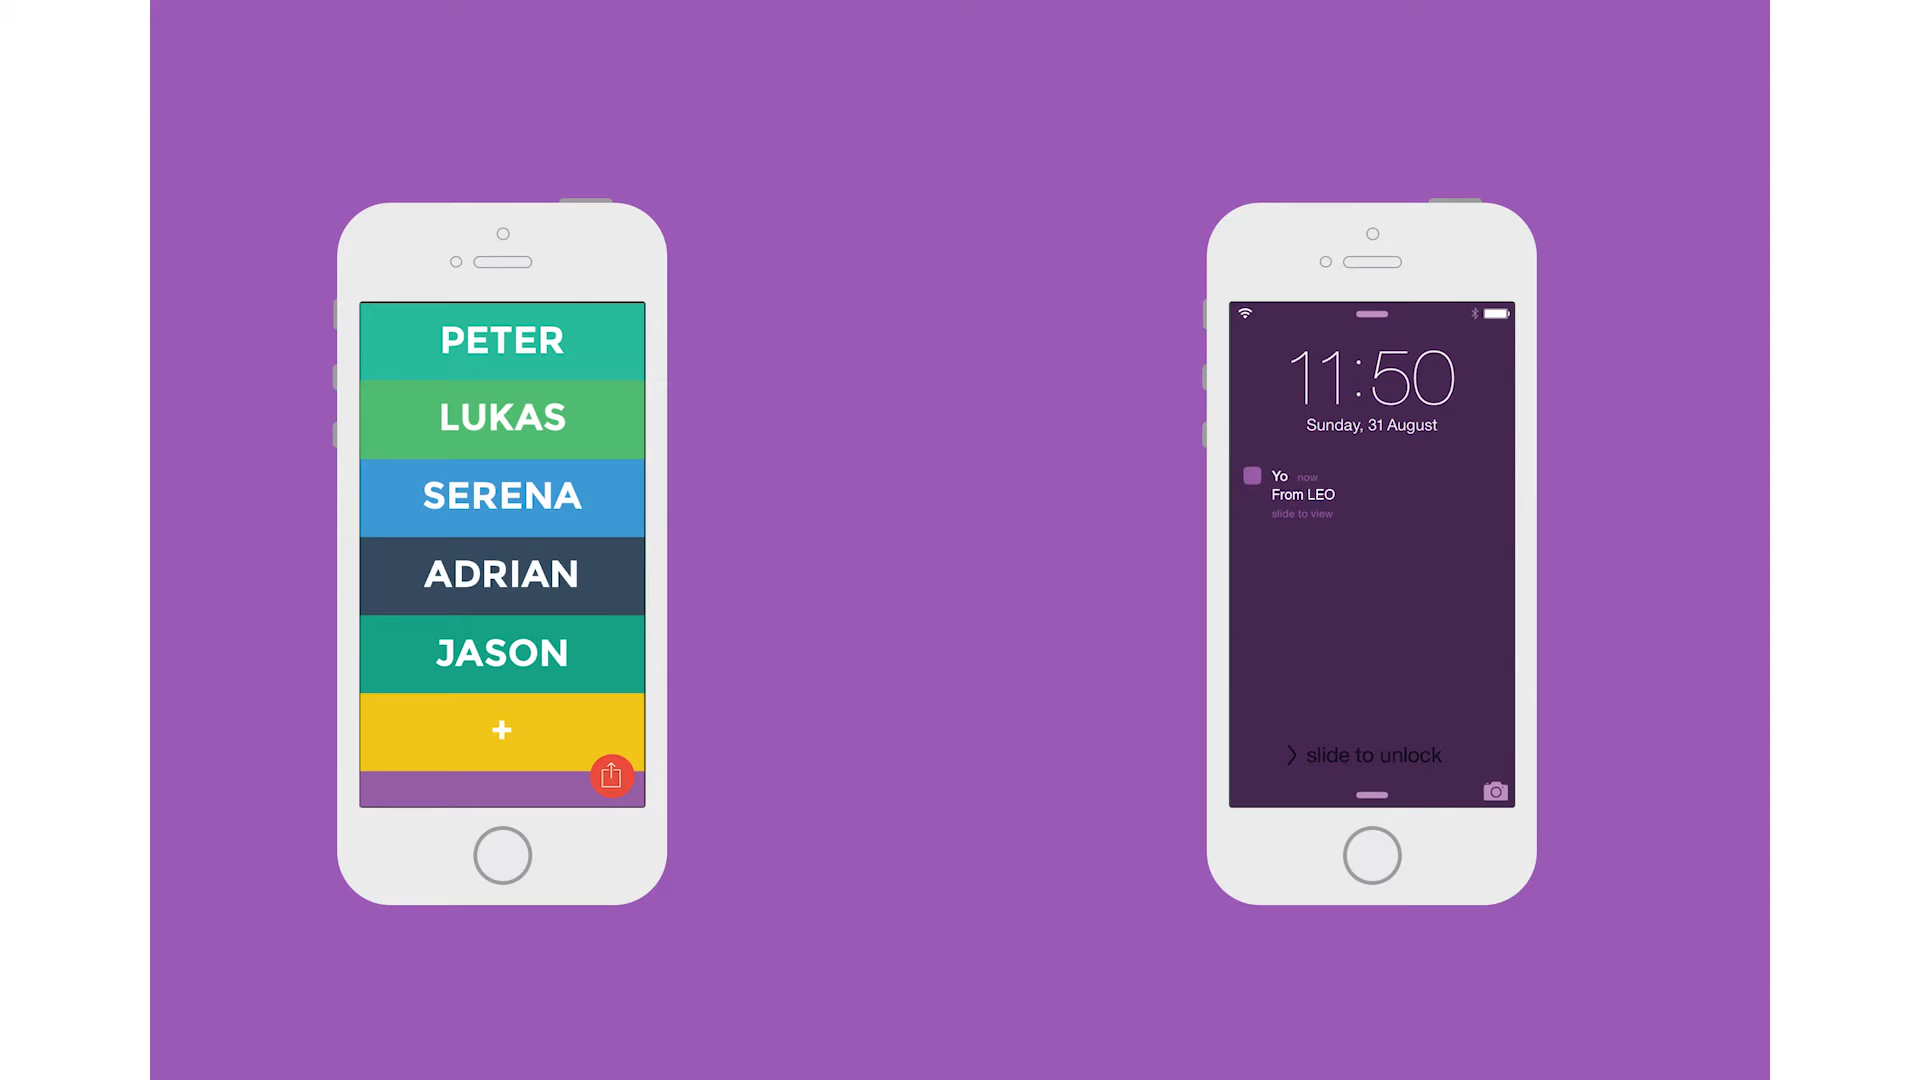 PETER
LUKAS
SERENA
ADRIAN
JASON
+
11:50
Sunday, 31 August
Yo now
From LEO
slide to view
slide to unlock